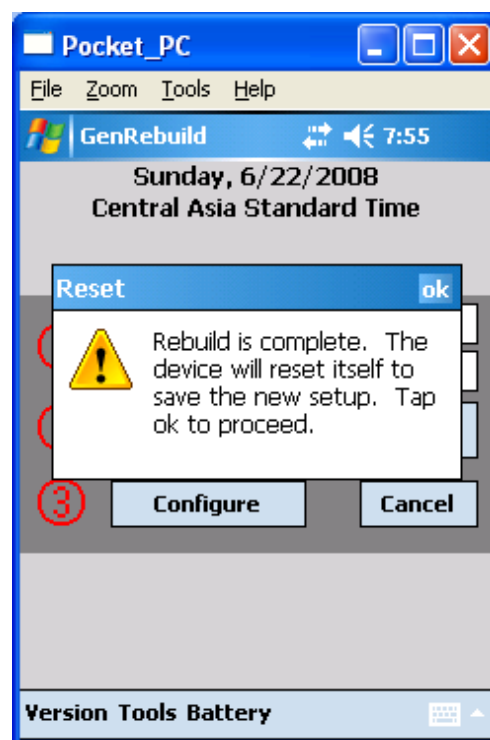 Pocket_PC
File Zoom Tools Help
GenRebuild 7:55
Sunday, 6/22/2008
Central Asia Standard Time
Reset ok
Rebuild is complete. The
device will reset itself to
save the new setup. Tap
ok to proceed.
3 Configure Cancel
Version Tools Battery